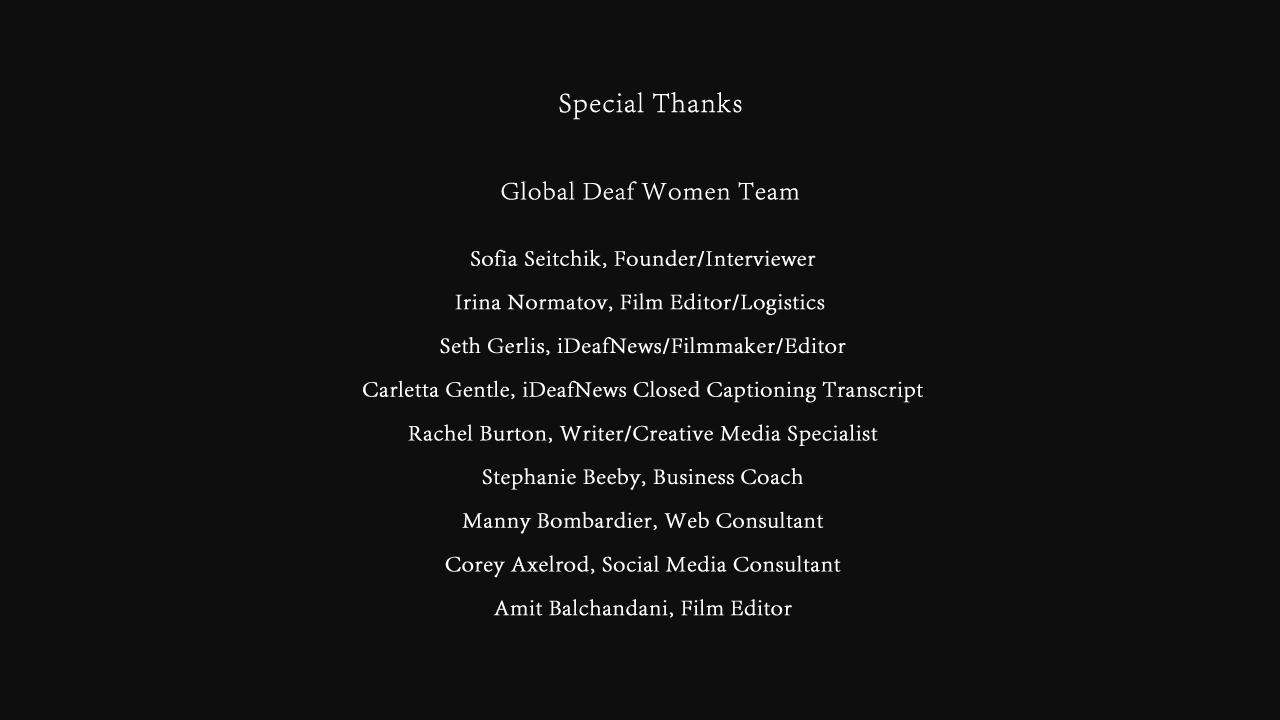 Special Thanks
Global Deaf Women Team
Sofia Seitchik, Founder/Interviewer
Irina Normatov, Film Editor/Logistics
Seth Gerlis, iDeafNews/Filmmaker/Editor
Carletta Gentle, iDeafNews Closed Captioning Transcript
Rachel Burton, Writer/Creative Media Specialist
Stephanie Beeby, Business Coach
Manny Bombardier, Web Consultant
Corey Axelrod, Social Media Consultant
Amit Balchandani, Film Editor